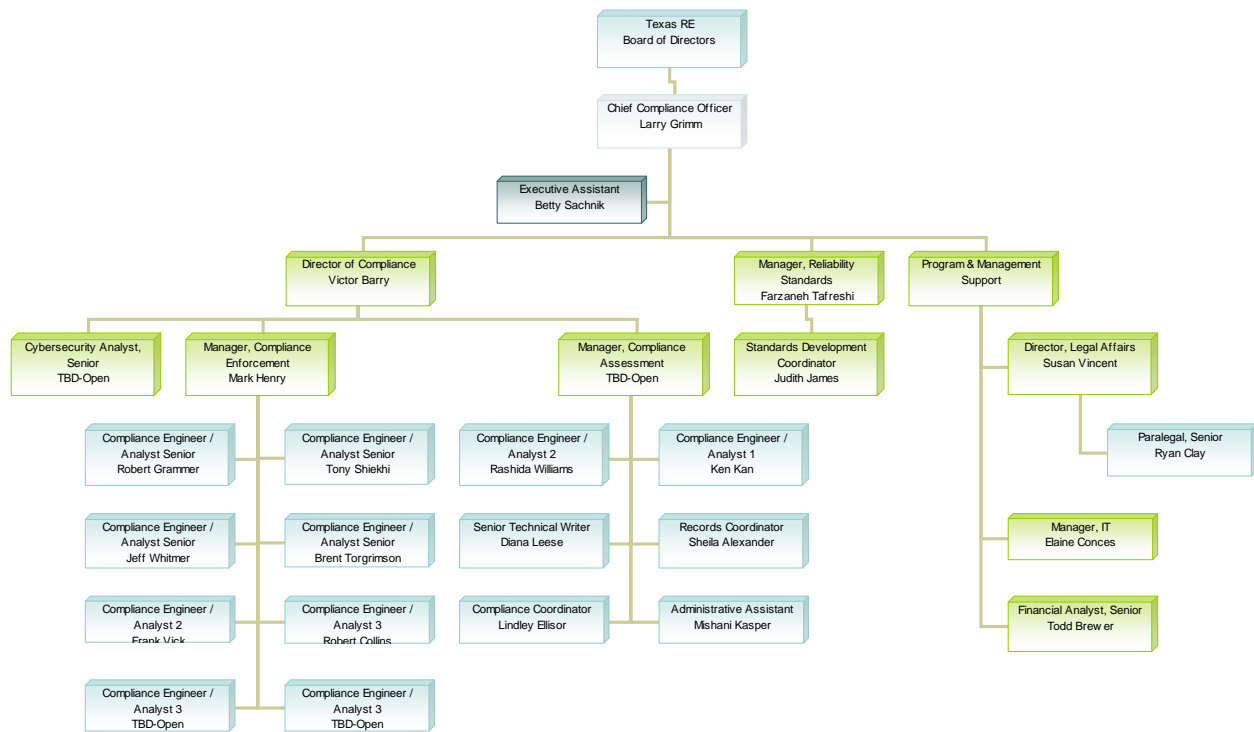 Texas RE
Board of Directors
Chief Compliance Officer
Larry Grimm
Executive Assistant
Betty Sachnik
Director of Compliance
Victor Barry
Manager, Reliability
Standards
Farzaneh Tafreshi
Program & Management
Support
Cybersecurity Analyst,
Senior
TBD-Open
Manager, Compliance
Enforcement
Mark Henry
Manager, Compliance
Assessment
TBD-Open
Standards Development
Coordinator
Judith James
Director, Legal Affairs
Susan Vincent
Compliance Engineer /
Analyst Senior
Robert Grammer
Compliance Engineer /
Analyst Senior
Tony Shiekhi
Compliance Engineer /
Analyst 2
Rashida Williams
Compliance Engineer /
Analyst 1
Ken Kan
Paralegal, Senior
Ryan Clay
Compliance Engineer /
Analyst Senior
Jeff Whitmer
Compliance Engineer /
Analyst Senior
Brent Torgrimson
Senior Technical Writer
Diana Leese
Records Coordinator
Sheila Alexander
Manager, IT
Elaine Conces
Compliance Engineer /
Analyst 2
Frank Vick
Compliance Engineer /
Analyst 3
Robert Collins
Compliance Coordinator
Lindley Ellisor
Administrative Assistant
Mishani Kasper
Financial Analyst, Senior
Todd Brewer
Compliance Engineer /
Analyst 3
TBD-Open
Compliance Engineer /
Analyst 3
TBD-Open